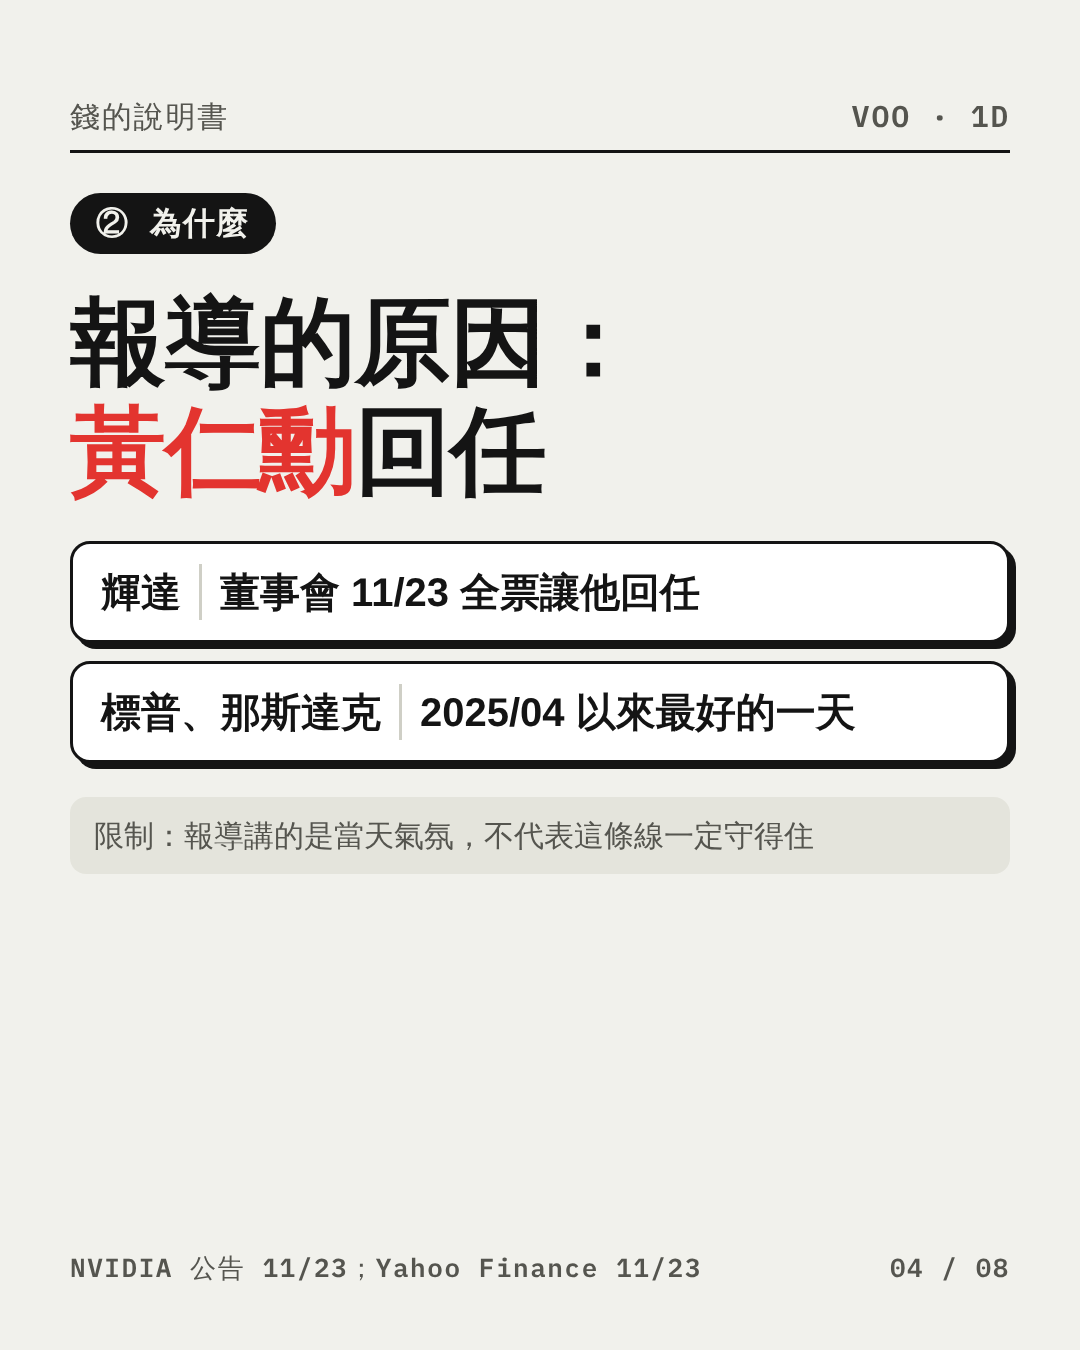 錢的說明書
VOO · 1D
② 為什麼
報導的原因：
黃仁勳回任
輝達 董事會 11/23 全票讓他回任
標普、那斯達克 2025/04 以來最好的一天
限制：報導講的是當天氣氛，不代表這條線一定守得住
NVIDIA 公告 11/23；Yahoo Finance 11/23
04 / 08